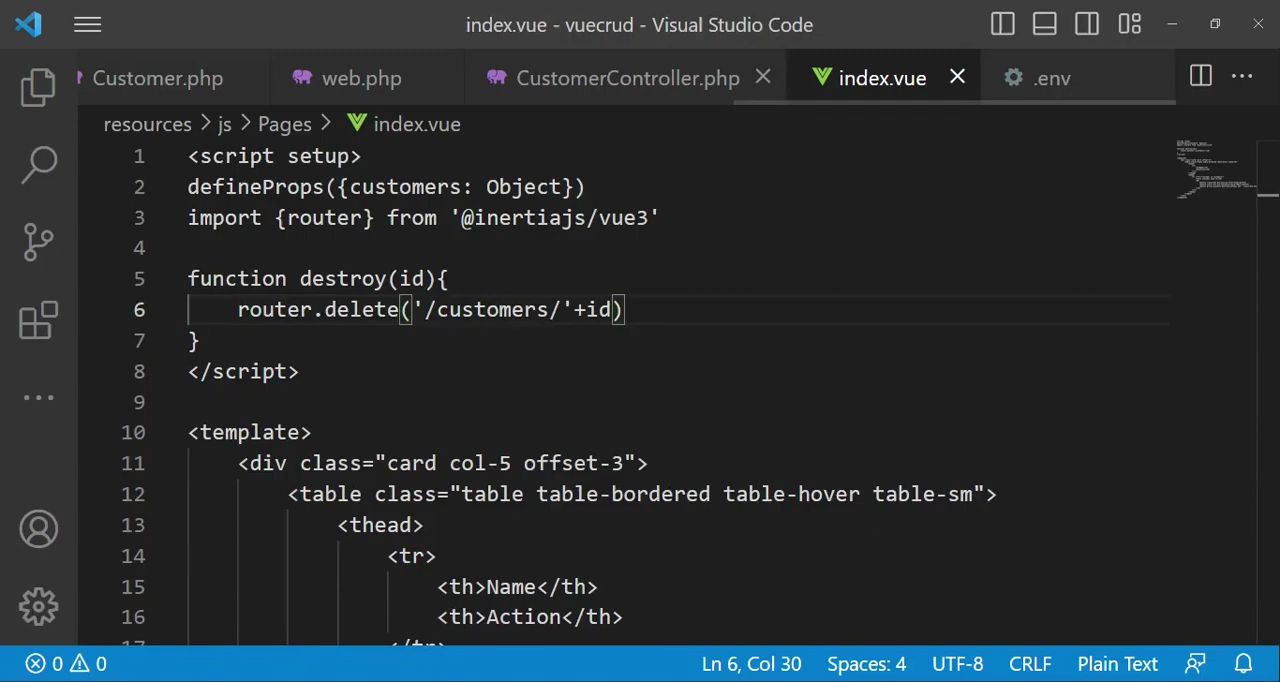 index.vue - vuecrud - Visual Studio Code
Customer.php
web.php
CustomerController.php
index.vue
.env
resources > js > Pages > index.vue
1 <script setup>
2 defineProps({customers: Object})
3 import {router} from '@inertiajs/vue3'
4
5 function destroy(id){
6 router.delete('/customers/'+id)
7 }
8 </script>
9
10 <template>
11 <div class="card col-5 offset-3">
12 <table class="table table-bordered table-hover table-sm">
13 <thead>
14 <tr>
15 <th>Name</th>
16 <th>Action</th>
17 </tr>
0 0 Ln 6, Col 30 Spaces: 4 UTF-8 CRLF Plain Text